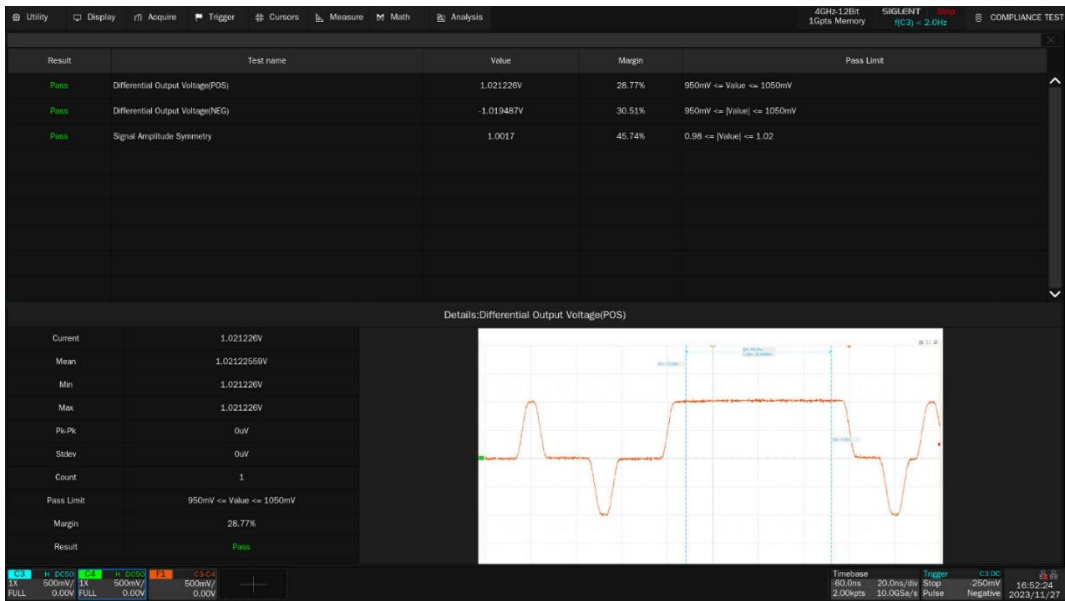 Utility Display Acquire Trigger Cursors Measure Math Analysis 4GHz-12Bit SIGLENT Stop COMPLIANCE TEST
1Gpts Memory f(C3) < 2.0Hz
Result Test name Value Margin Pass Limit
Pass Differential Output Voltage(POS) 1.021226V 28.77% 950mV <= Value <= 1050mV
Pass Differential Output Voltage(NEG) -1.019487V 30.51% 950mV <= |Value| <= 1050mV
Pass Signal Amplitude Symmetry 1.0017 45.74% 0.98 <= |Value| <= 1.02
Details:Differential Output Voltage(POS)
Current 1.021226V
Mean 1.02122559V
Min 1.021226V
Max 1.021226V
Pk-Pk 0uV
Stdev 0uV
Count 1
Pass Limit 950mV <= Value <= 1050mV
Margin 28.77%
Result Pass
C3 H DC50 C4 H DC50 F1 C3-C4 Timebase Trigger C3 DC
1X 500mV/ 1X 500mV/ 500mV/ -60.0ns 20.0ns/div Stop -250mV 16:52:24
FULL 0.00V FULL 0.00V 0.00V 2.00kpts 10.0GSa/s Pulse Negative 2023/11/27